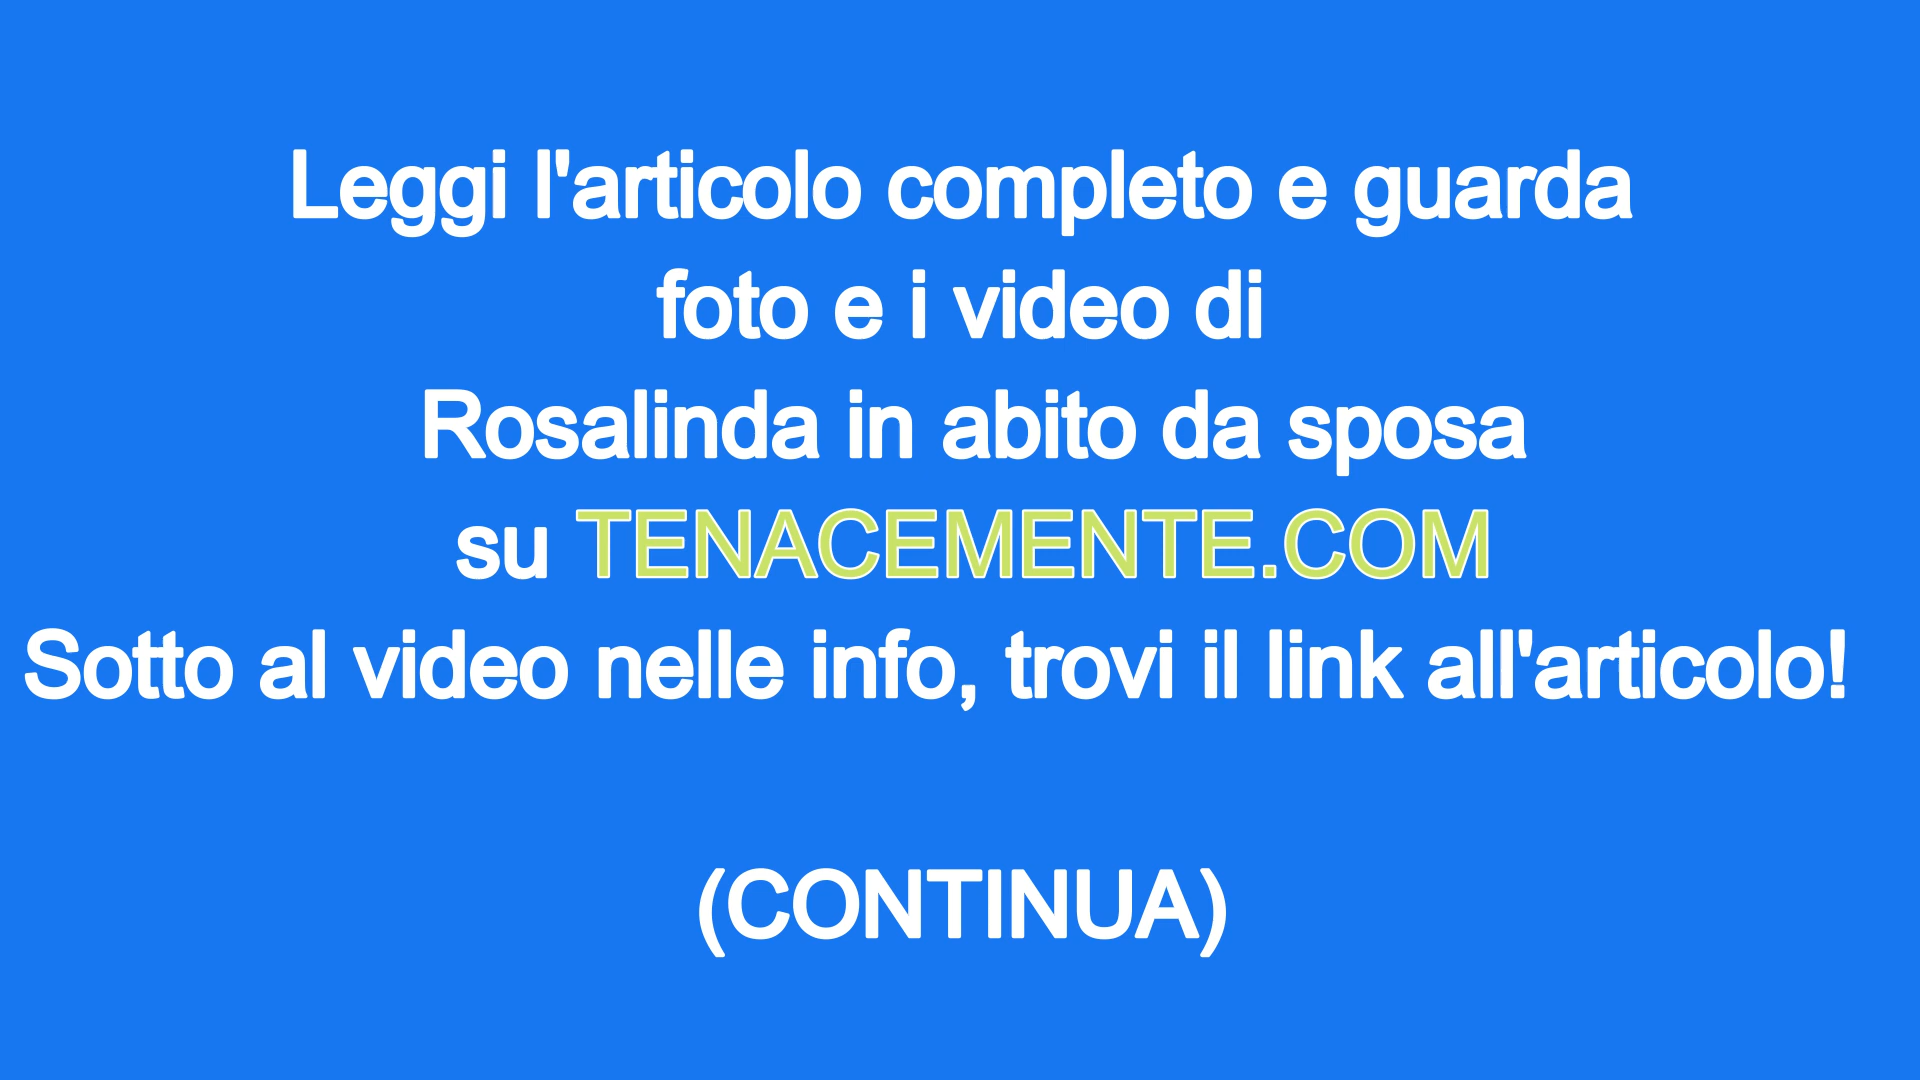 Leggi l'articolo completo e guarda
foto e i video di
Rosalinda in abito da sposa
su TENACEMENTE.COM
Sotto al video nelle info, trovi il link all'articolo!
(CONTINUA)